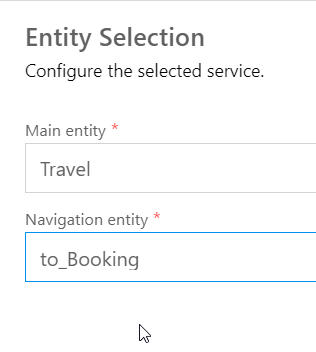 Entity Selection
Configure the selected service.
Main entity *
Travel
Navigation entity *
to_Booking